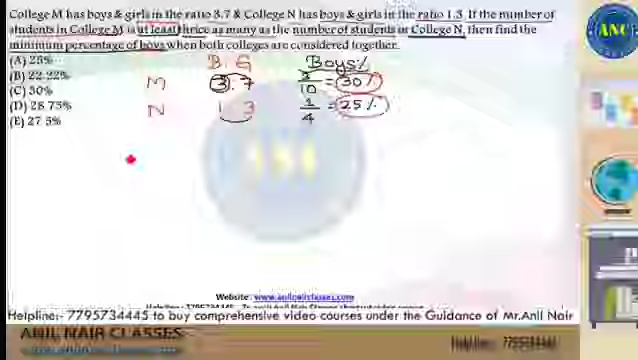 College M has boys & girls in the ratio 3.7 & College N has boys & girls in the ratio 1.3. If the number of
students in College M is at least thrice as many as the number of students in College N, then find the
minimum percentage of boys when both colleges are considered together.
(A) 25%
(B) 22.22%
(C) 30%
(D) 28.75%
(E) 27.5%
B : G Boys%
M 3 : 7 3/10 = 30%
N 1 3 1/4 = 25%
ANC
Website: www.anilnairclasses.com
Helpline:- 7795734445 to buy comprehensive video courses under the Guidance of Mr.Anil Nair
ANIL NAIR CLASSES
Helpline:- 7795734445